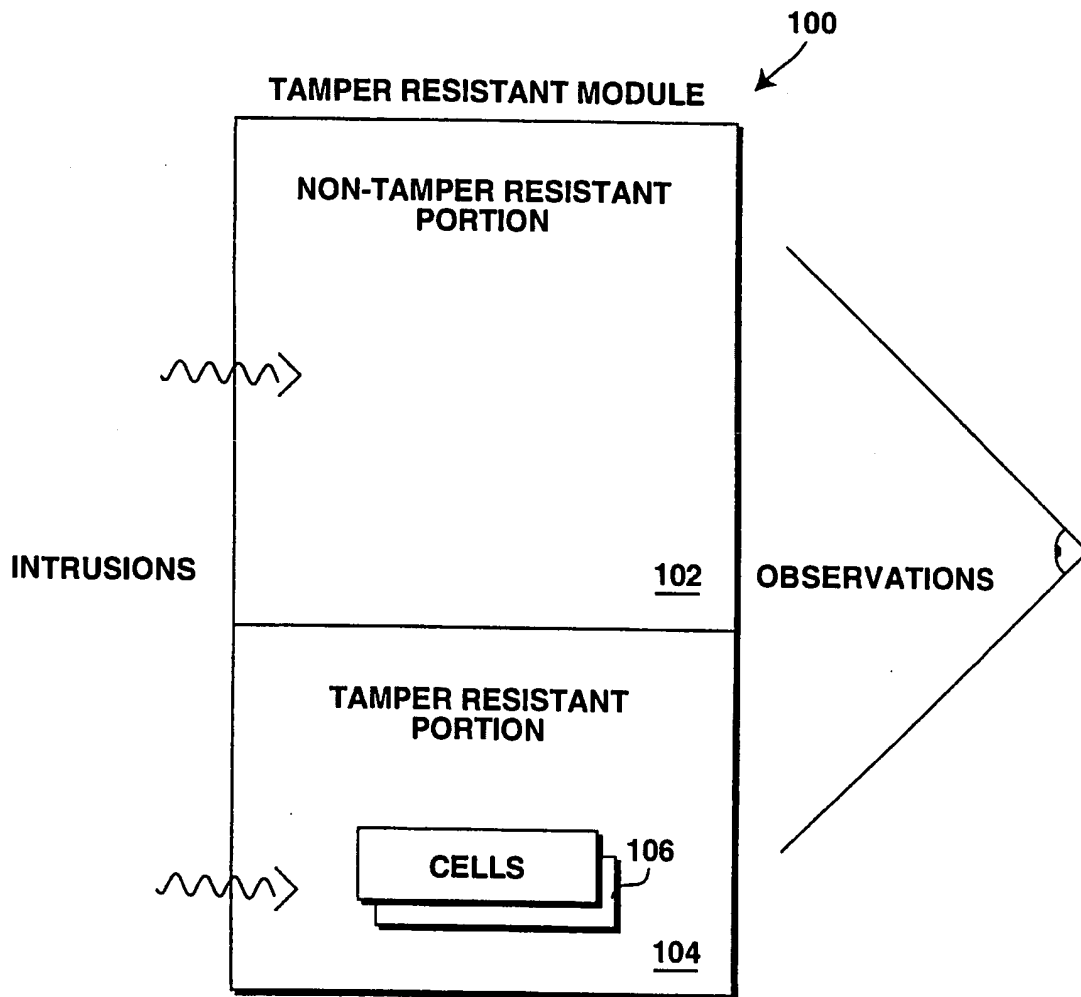 100
TAMPER RESISTANT MODULE
NON-TAMPER RESISTANT
PORTION
INTRUSIONS
102
OBSERVATIONS
TAMPER RESISTANT
PORTION
CELLS
106
104